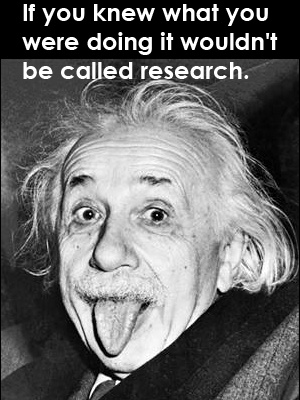 If you knew what you
were doing it wouldn't
be called research.